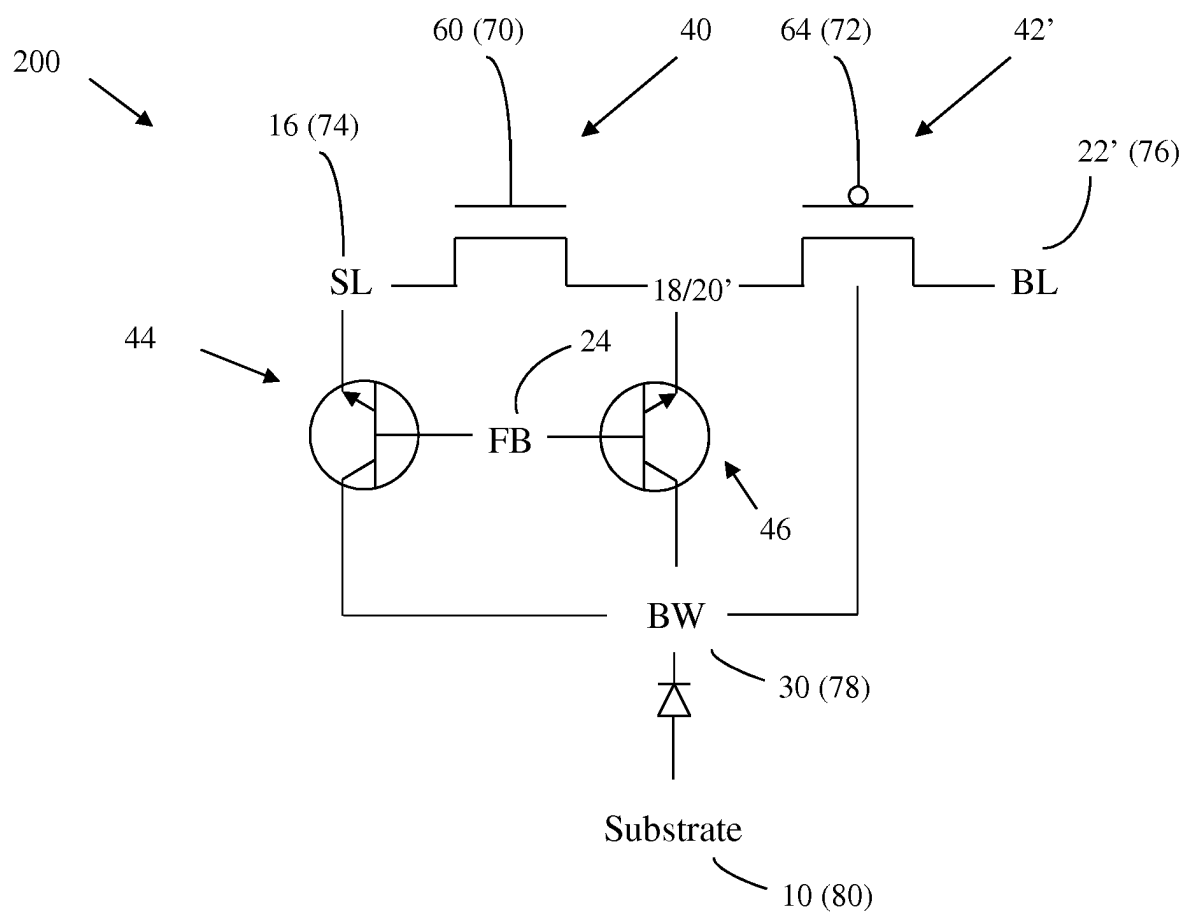 60 (70)
40
64 (72)
42’
200
16 (74)
22’ (76)
SL
18/20’
BL
44
24
FB
46
BW
30 (78)
Substrate
10 (80)